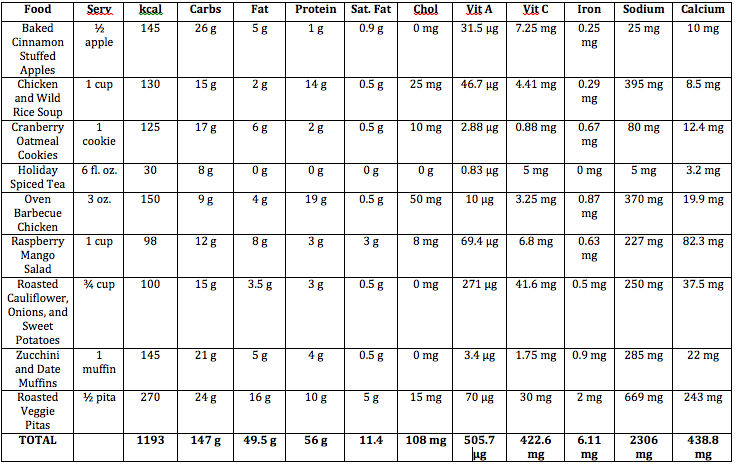 Food Serv kcal Carbs Fat Protein Sat. Fat Chol Vit A Vit C Iron Sodium Calcium
Baked ½ 145 26 g 5 g 1 g 0.9 g 0 mg 31.5 µg 7.25 mg 0.25 25 mg 10 mg
Cinnamon apple mg
Stuffed
Apples
Chicken 1 cup 130 15 g 2 g 14 g 0.5 g 25 mg 46.7 µg 4.41 mg 0.29 395 mg 8.5 mg
and Wild mg
Rice Soup
Cranberry 1 125 17 g 6 g 2 g 0.5 g 10 mg 2.88 µg 0.88 mg 0.67 80 mg 12.4 mg
Oatmeal cookie mg
Cookies
Holiday 6 fl. oz. 30 8 g 0 g 0 g 0 g 0 g 0.83 µg 5 mg 0 mg 5 mg 3.2 mg
Spiced Tea
Oven 3 oz. 150 9 g 4 g 19 g 0.5 g 50 mg 10 µg 3.25 mg 0.87 370 mg 19.9 mg
Barbecue mg
Chicken
Raspberry 1 cup 98 12 g 8 g 3 g 3 g 8 mg 69.4 µg 6.8 mg 0.63 227 mg 82.3 mg
Mango mg
Salad
Roasted ¾ cup 100 15 g 3.5 g 3 g 0.5 g 0 mg 271 µg 41.6 mg 0.5 mg 250 mg 37.5 mg
Cauliflower,
Onions, and
Sweet
Potatoes
Zucchini 1 145 21 g 5 g 4 g 0.5 g 0 mg 3.4 µg 1.75 mg 0.9 mg 285 mg 22 mg
and Date muffin
Muffins
Roasted ½ pita 270 24 g 16 g 10 g 5 g 15 mg 70 µg 30 mg 2 mg 669 mg 243 mg
Veggie
Pitas
TOTAL 1193 147 g 49.5 g 56 g 11.4 108 mg 505.7 422.6 6.11 2306 438.8
µg mg mg mg mg